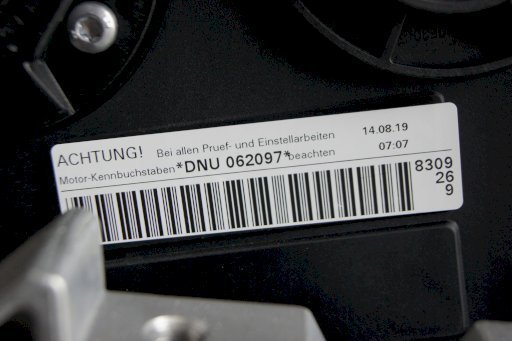 ACHTUNG! Bei allen Pruef- und Einstellarbeiten 14.08.19
Motor-Kennbuchstaben *DNU 062097* beachten 07:07
8309
26
9